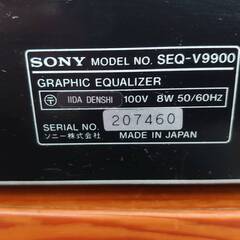 SONY MODEL NO. SEQ-V9900
GRAPHIC EQUALIZER
〒 IIDA DENSHI 100V 8W 50/60Hz
SERIAL NO. 207460
ソニー株式会社 MADE IN JAPAN